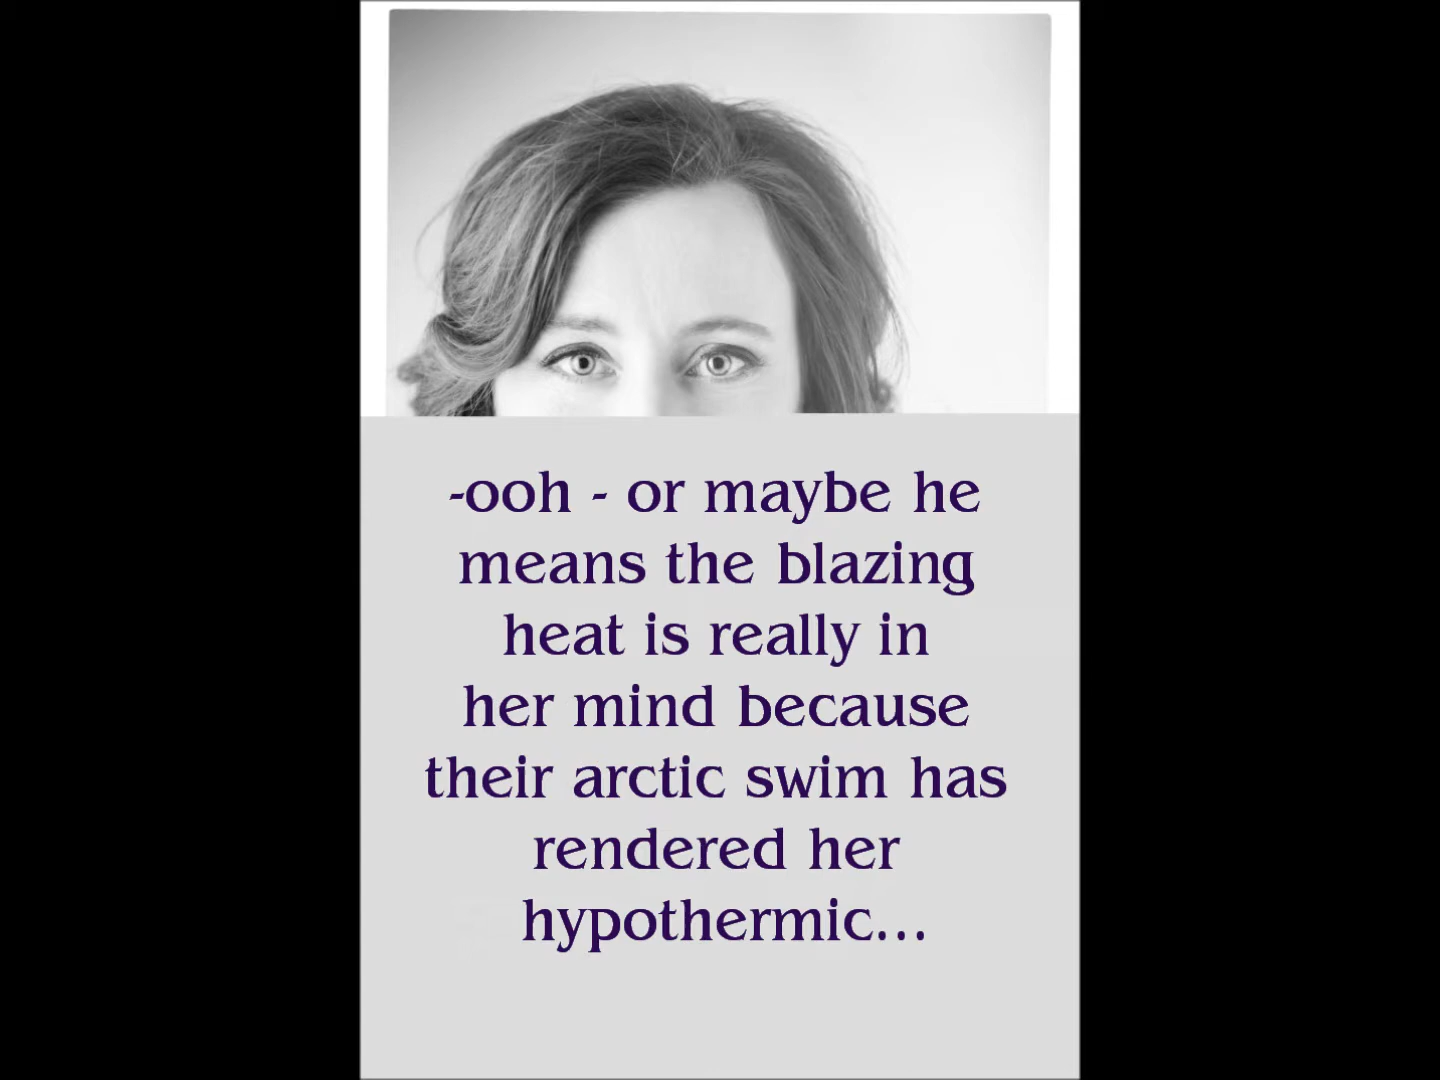 -ooh - or maybe he
means the blazing
heat is really in
her mind because
their arctic swim has
rendered her
hypothermic...